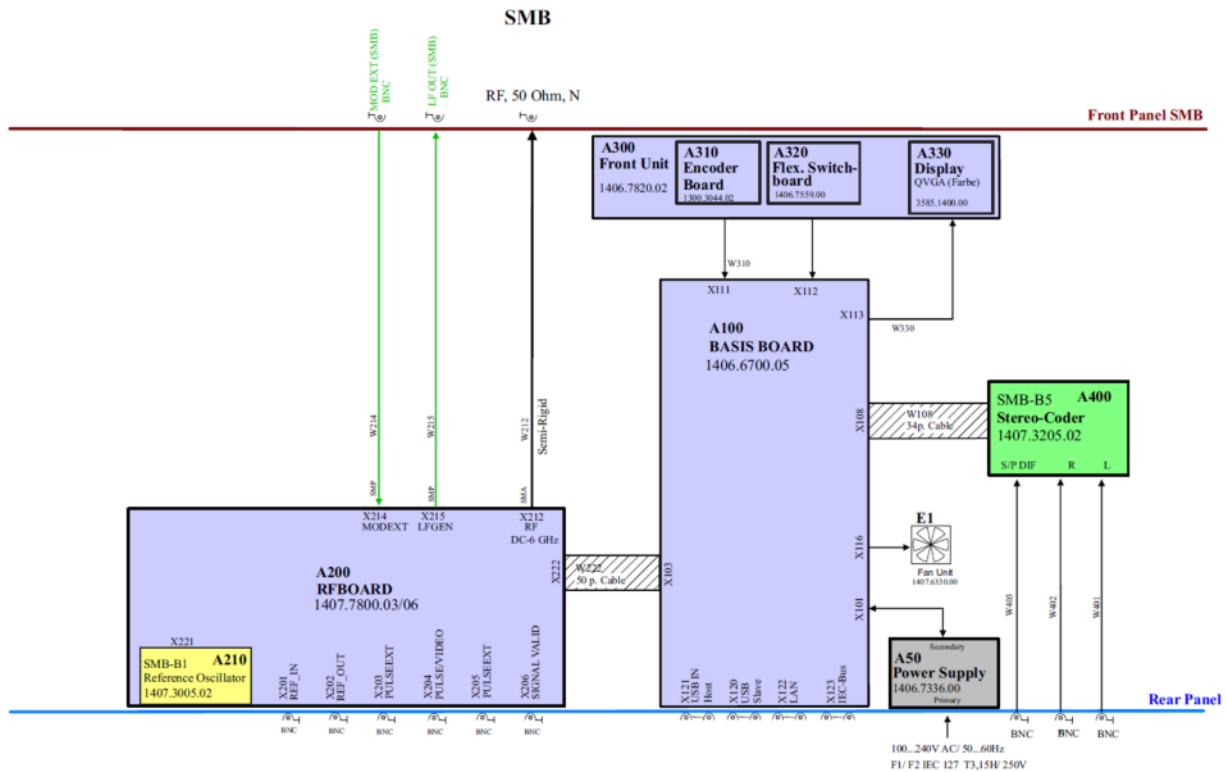 SMB
MOD EXT (SMB)
BNC
LF OUT (SMB)
BNC
RF, 50 Ohm, N
Front Panel SMB
A300
Front Unit
1406.7820.02
A310
Encoder
Board
1300.3044.02
A320
Flex. Switch-
board
1406.7559.00
A330
Display
QVGA (Farbe)
3585.1400.00
W310
X111
X112
X113
W330
A100
BASIS BOARD
1406.6700.05
W214
W215
W212
Semi-Rigid
SMP
SMP
SMA
X108
W108
34p. Cable
SMB-B5
A400
Stereo-Coder
1407.3205.02
S/P DIF
R
L
X214
MODEXT
X215
LFGEN
X212
RF
DC-6 GHz
X222
W222
50 p. Cable
X103
A200
RFBOARD
1407.7800.03/06
X116
E1
Fan Unit
1407.6330.00
X101
W403
W402
W401
X221
SMB-B1
A210
Reference Oscillator
1407.3005.02
X201
REF_IN
X202
REF_OUT
X203
PULSEEXT
X204
PULSE/VIDEO
X205
PULSEEXT
X206
SIGNAL VALID
X121
USB IN
Host
X120
USB
Slave
X122
LAN
X123
IEC-Bus
Secondary
A50
Power Supply
1406.7336.00
Primary
Rear Panel
BNC
BNC
BNC
BNC
BNC
BNC
BNC
BNC
BNC
100...240V AC/ 50...60Hz
F1/ F2 IEC 127 T3,15H/ 250V